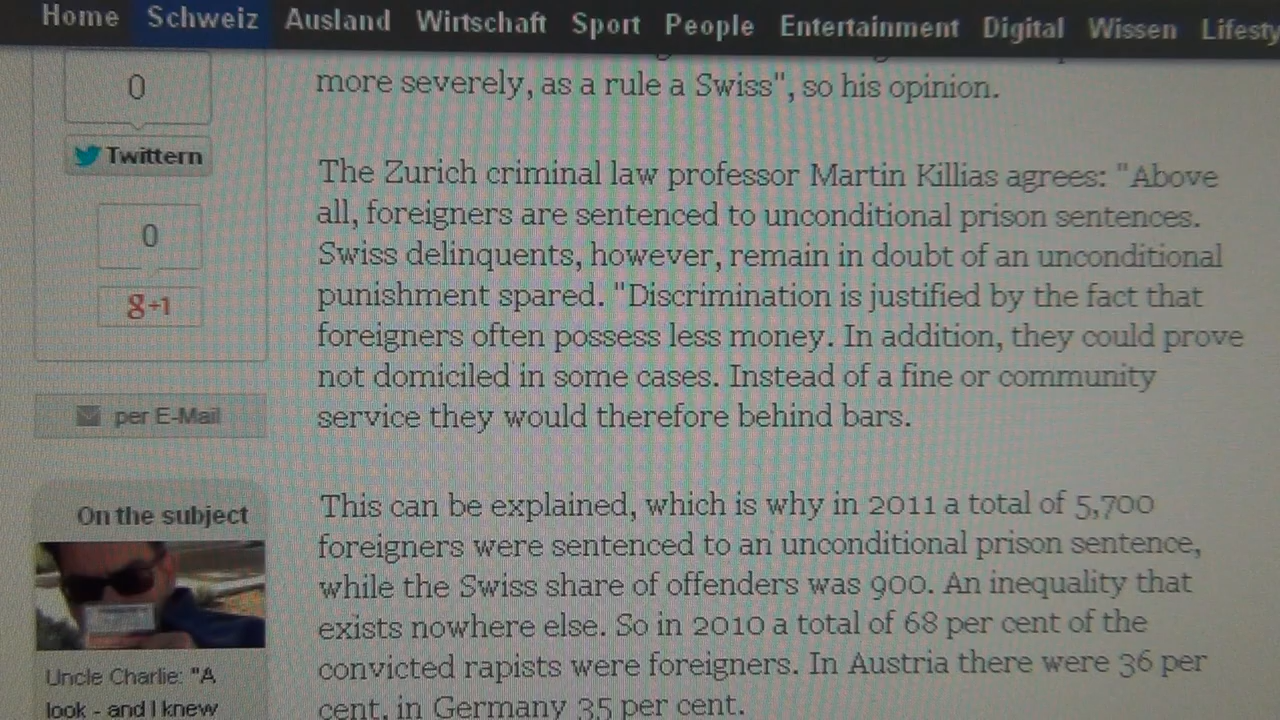 Home Schweiz Ausland Wirtschaft Sport People Entertainment Digital Wissen Lifesty
0
Twittern
0
g+1
per E-Mail
On the subject
Uncle Charlie: "A
look - and I knew
more severely, as a rule a Swiss", so his opinion.
The Zurich criminal law professor Martin Killias agrees: "Above
all, foreigners are sentenced to unconditional prison sentences.
Swiss delinquents, however, remain in doubt of an unconditional
punishment spared. "Discrimination is justified by the fact that
foreigners often possess less money. In addition, they could prove
not domiciled in some cases. Instead of a fine or community
service they would therefore behind bars.
This can be explained, which is why in 2011 a total of 5,700
foreigners were sentenced to an unconditional prison sentence,
while the Swiss share of offenders was 900. An inequality that
exists nowhere else. So in 2010 a total of 68 per cent of the
convicted rapists were foreigners. In Austria there were 36 per
cent, in Germany 35 per cent.